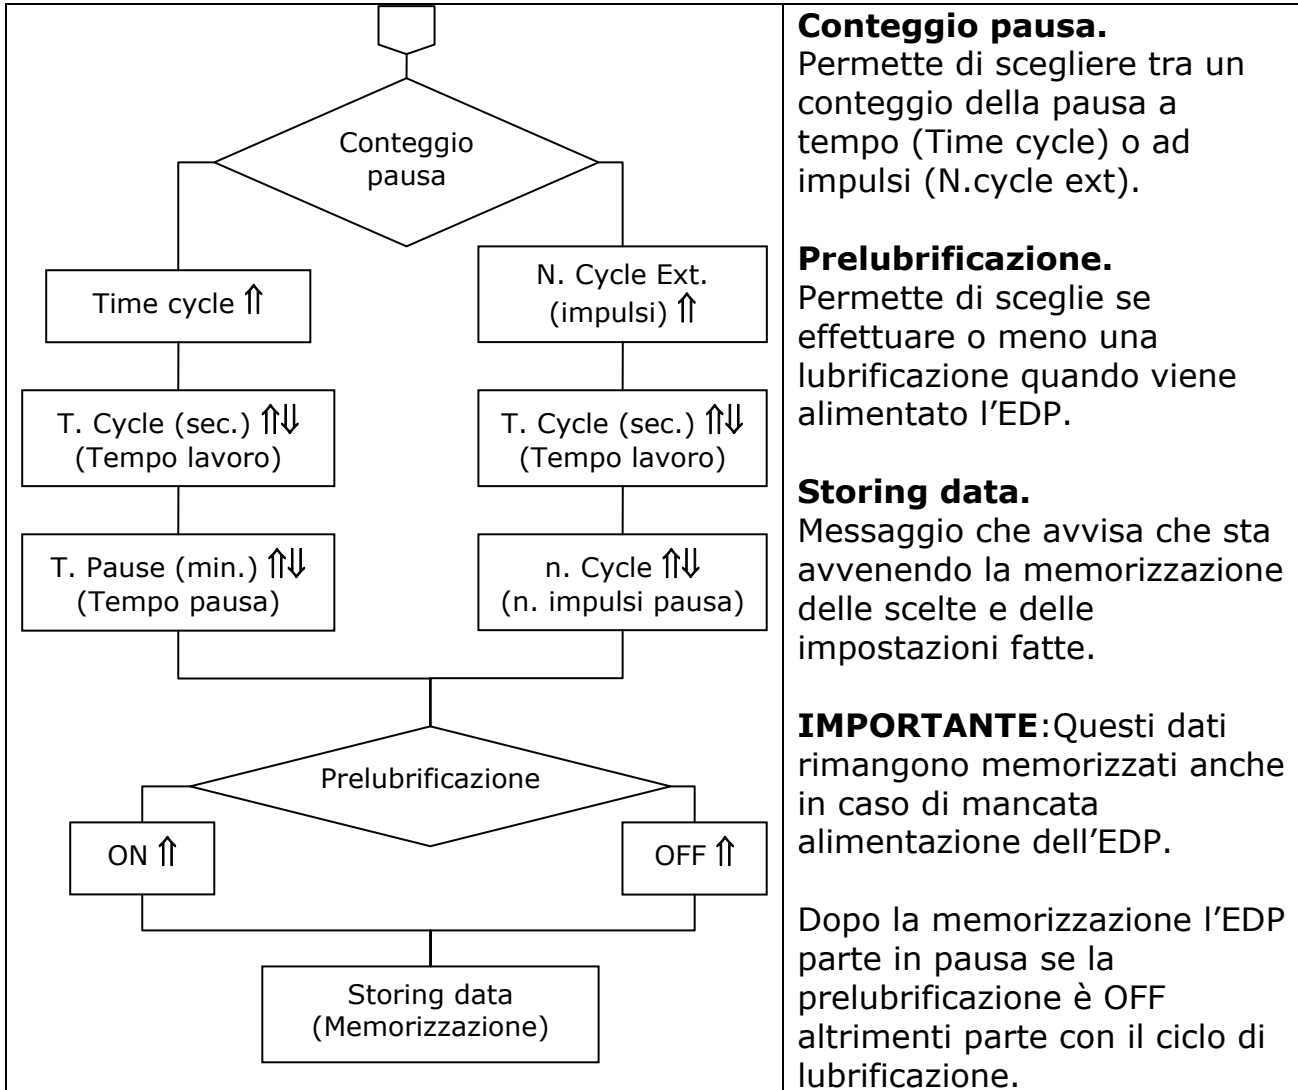 Conteggio
pausa
Time cycle ⇑
N. Cycle Ext.
(impulsi) ⇑
T. Cycle (sec.) ⇑⇓
(Tempo lavoro)
T. Cycle (sec.) ⇑⇓
(Tempo lavoro)
T. Pause (min.) ⇑⇓
(Tempo pausa)
n. Cycle ⇑⇓
(n. impulsi pausa)
Prelubrificazione
ON ⇑
OFF ⇑
Storing data
(Memorizzazione)
Conteggio pausa.
Permette di scegliere tra un
conteggio della pausa a
tempo (Time cycle) o ad
impulsi (N.cycle ext).
Prelubrificazione.
Permette di sceglie se
effettuare o meno una
lubrificazione quando viene
alimentato l’EDP.
Storing data.
Messaggio che avvisa che sta
avvenendo la memorizzazione
delle scelte e delle
impostazioni fatte.
IMPORTANTE:Questi dati
rimangono memorizzati anche
in caso di mancata
alimentazione dell’EDP.
Dopo la memorizzazione l’EDP
parte in pausa se la
prelubrificazione è OFF
altrimenti parte con il ciclo di
lubrificazione.